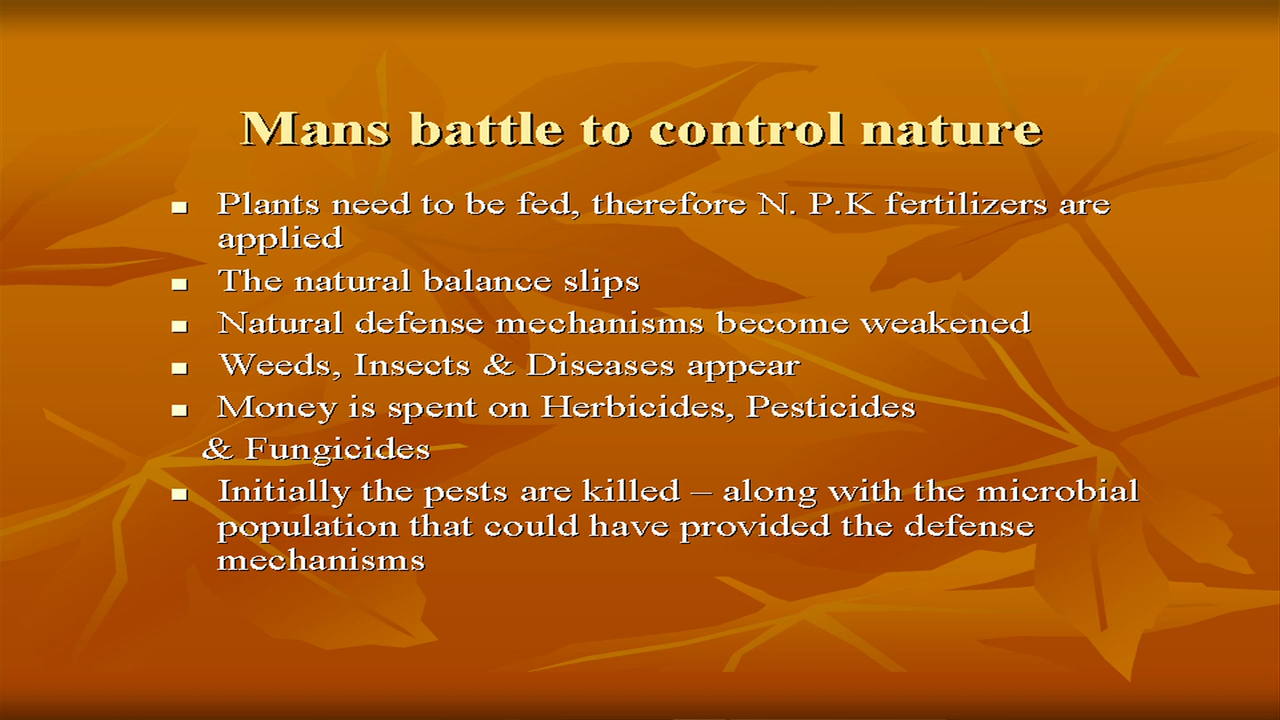 Mans battle to control nature
Plants need to be fed, therefore N. P.K fertilizers are
applied
The natural balance slips
Natural defense mechanisms become weakened
Weeds, Insects & Diseases appear
Money is spent on Herbicides, Pesticides
& Fungicides
Initially the pests are killed – along with the microbial
population that could have provided the defense
mechanisms